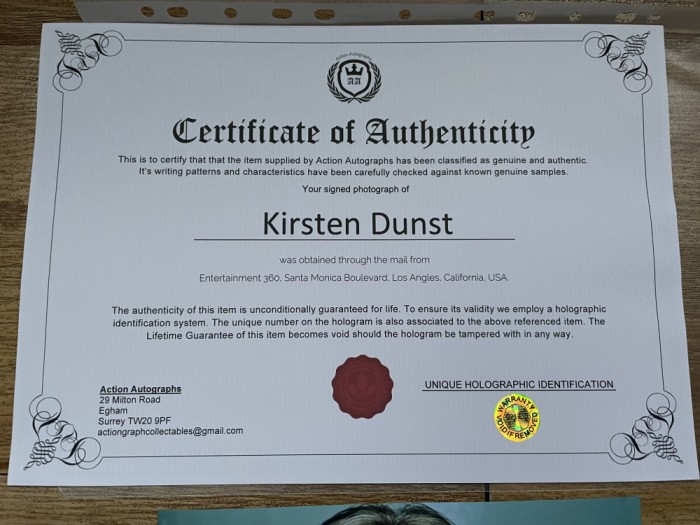 Action Autographs
AA
Certificate of Authenticity
This is to certify that that the item supplied by Action Autographs has been classified as genuine and authentic.
It's writing patterns and characteristics have been carefully checked against known genuine samples.
Your signed photograph of
Kirsten Dunst
was obtained through the mail from
Entertainment 360, Santa Monica Boulevard, Los Angles, California, USA.
The authenticity of this item is unconditionally guaranteed for life. To ensure its validity we employ a holographic
identification system. The unique number on the hologram is also associated to the above referenced item. The
Lifetime Guarantee of this item becomes void should the hologram be tampered with in any way.
Action Autographs
29 Milton Road
Egham
Surrey TW20 9PF
actiongraphcollectables@gmail.com
UNIQUE HOLOGRAPHIC IDENTIFICATION
WARRANTY
VOID IF REMOVED